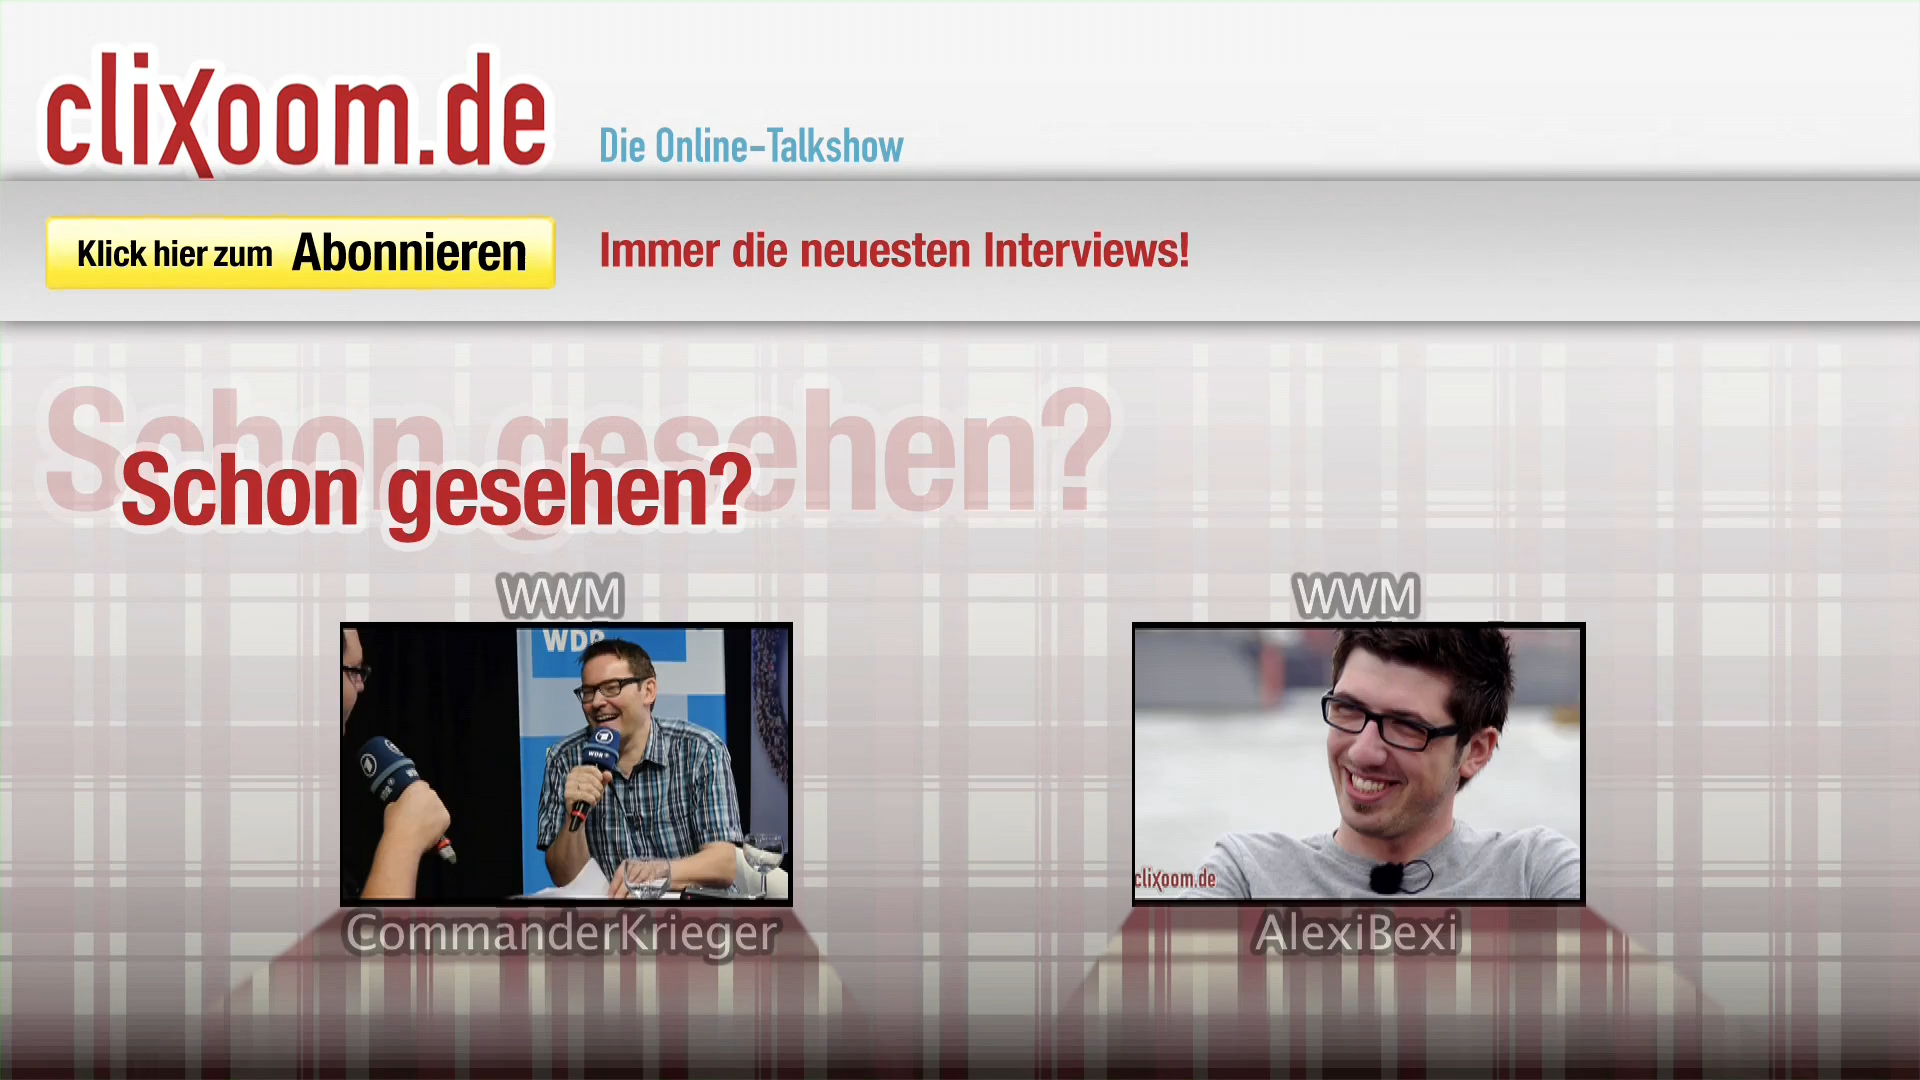 clixoom.de
Die Online-Talkshow
Klick hier zum Abonnieren
Immer die neuesten Interviews!
Schon gesehen?
Schon gesehen?
WWM
WWM
WDR
WDR
clixoom.de
CommanderKrieger
AlexiBexi